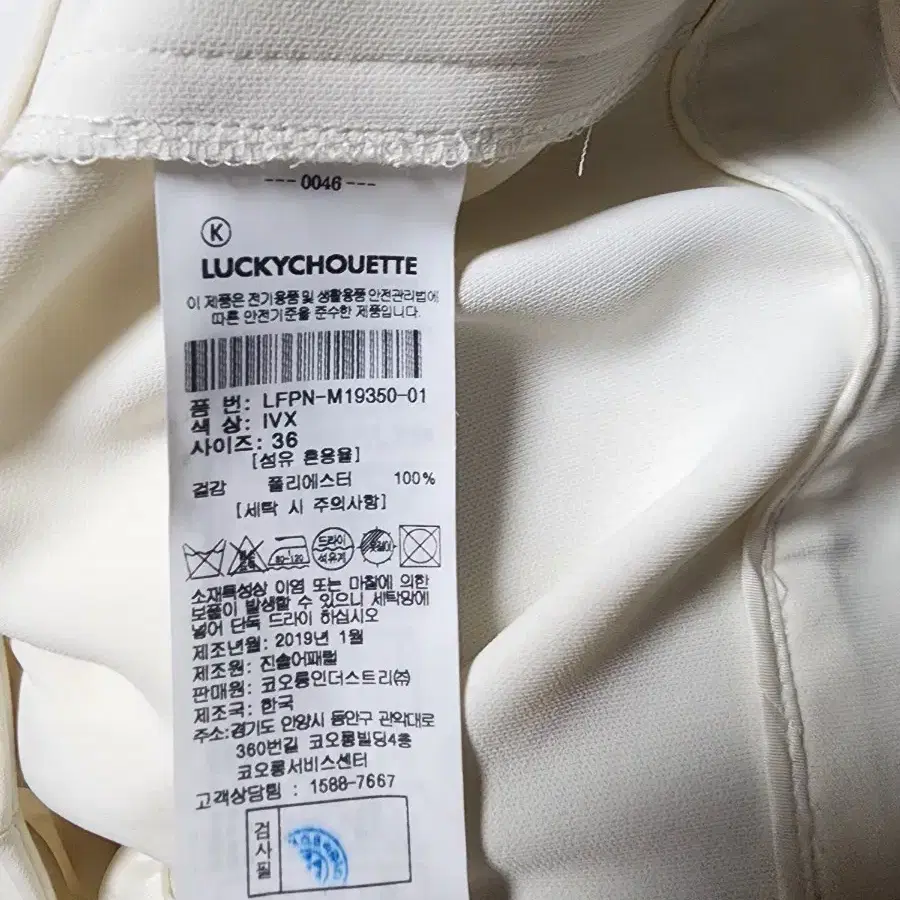 ---0046---
K
LUCKYCHOUETTE
이 제품은 전기용품 및 생활용품 안전관리법에
따른 안전기준을 준수한 제품입니다.
품 번: LFPN-M19350-01
색 상: IVX
사이즈: 36
[섬유 혼용율]
겉감 폴리에스터 100%
[세탁 시 주의사항]
80~120 드라이 석유계
소재특성상 이염 또는 마찰에 의한
보풀이 발생할 수 있으니 세탁망에
넣어 단독 드라이 하십시오
제조년월: 2019년 1월
제조원: 진솔어패럴
판매원: 코오롱인더스트리㈜
제조국: 한국
주소:경기도 안양시 동안구 관악대로
360번길 코오롱빌딩4층
코오롱서비스센터
고객상담팀 : 1588-7667
검사필